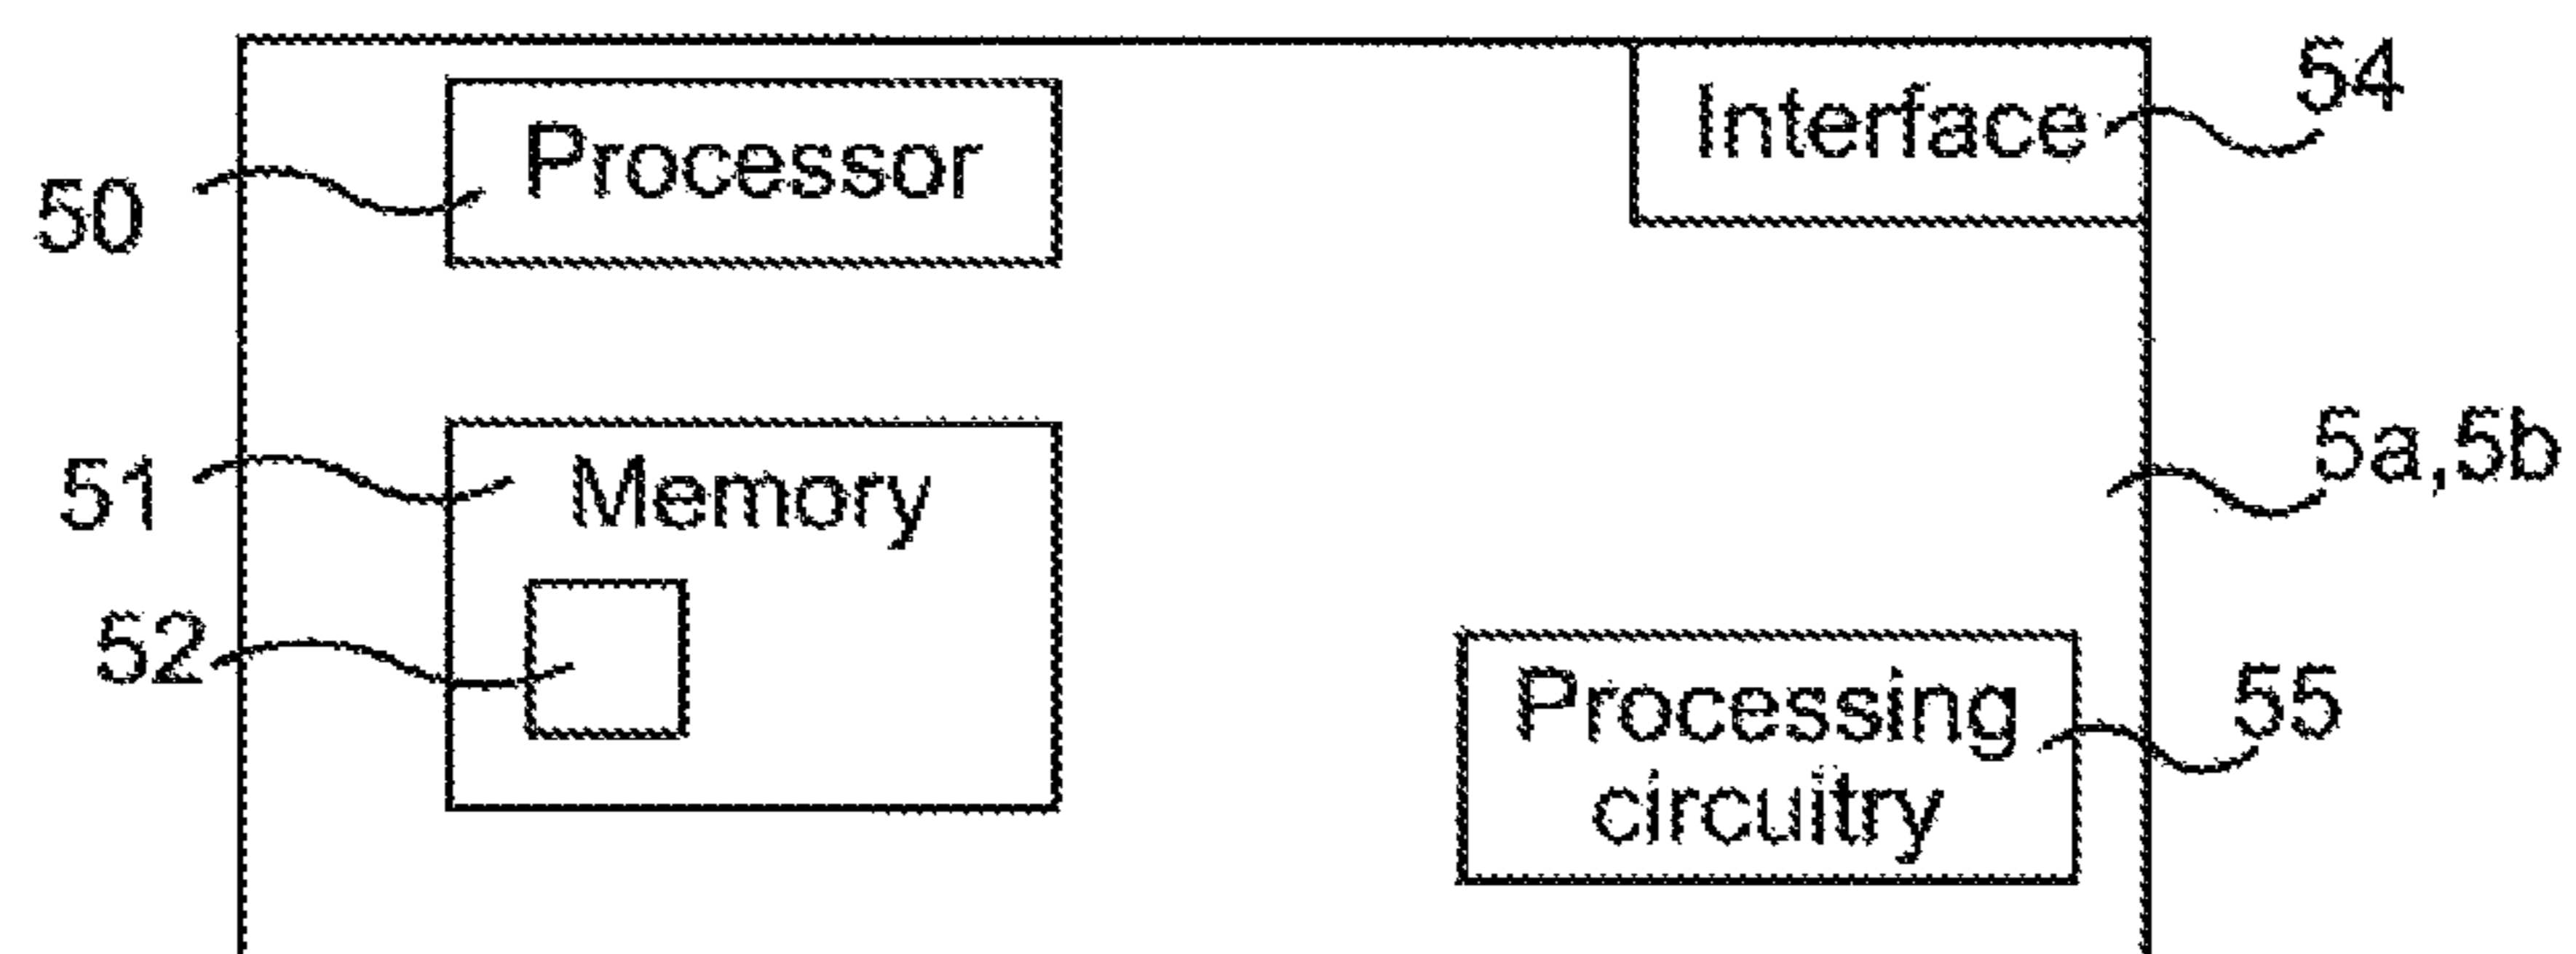 54
Interface
Processor
50
5a,5b
51
Memory
52
55
Processing
circuitry